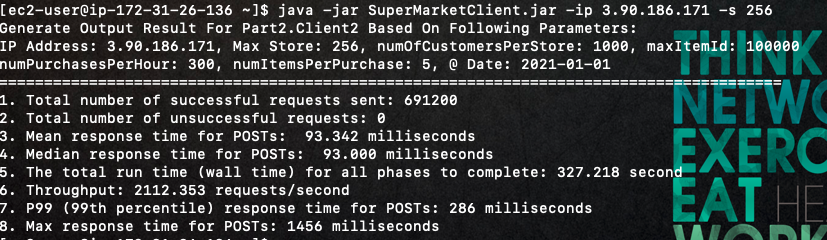 [ec2-user@ip-172-31-26-136 ~]$ java -jar SuperMarketClient.jar -ip 3.90.186.171 -s 256
Generate Output Result For Part2.Client2 Based On Following Parameters:
IP Address: 3.90.186.171, Max Store: 256, numOfCustomersPerStore: 1000, maxItemId: 100000
numPurchasesPerHour: 300, numItemsPerPurchase: 5, @ Date: 2021-01-01
================================================================================
1. Total number of successful requests sent: 691200
2. Total number of unsuccessful requests: 0
3. Mean response time for POSTs:  93.342 milliseconds
4. Median response time for POSTs:  93.000 milliseconds
5. The total run time (wall time) for all phases to complete: 327.218 second
6. Throughput: 2112.353 requests/second
7. P99 (99th percentile) response time for POSTs: 286 milliseconds
8. Max response time for POSTs: 1456 milliseconds
THINK
EAT HE